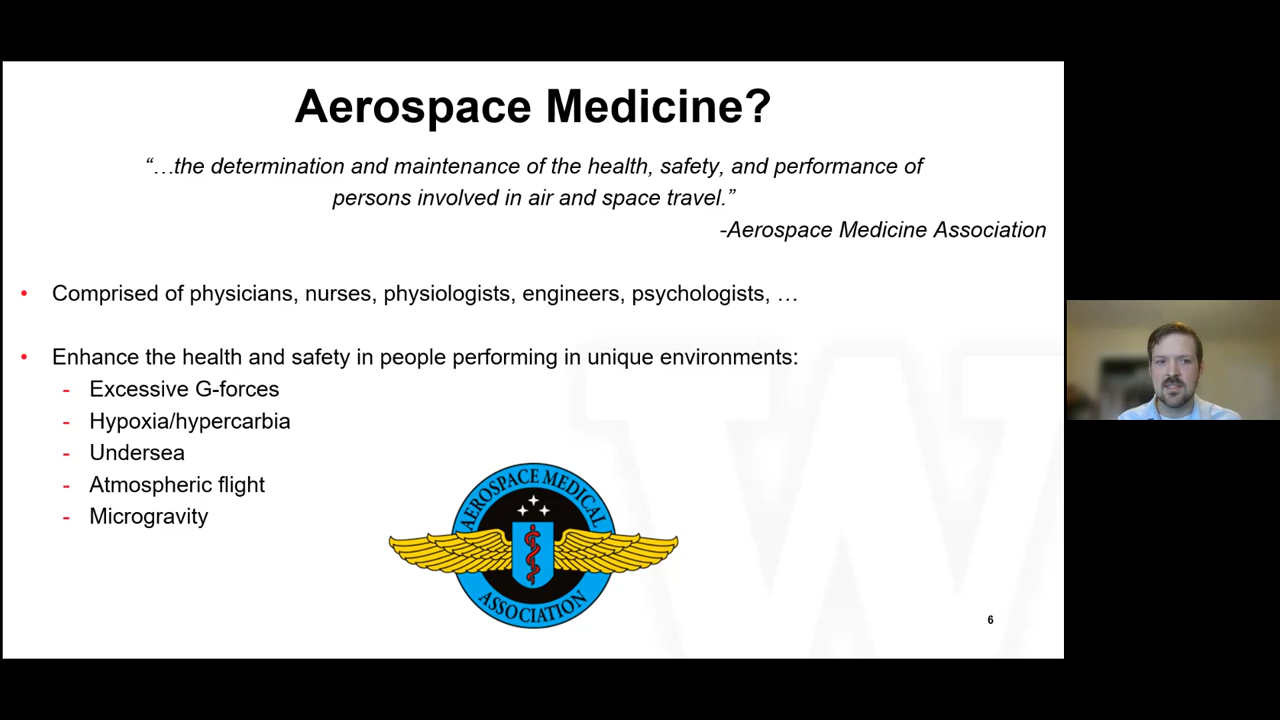 Aerospace Medicine?
“…the determination and maintenance of the health, safety, and performance of
persons involved in air and space travel.”
-Aerospace Medicine Association
• Comprised of physicians, nurses, physiologists, engineers, psychologists, …
• Enhance the health and safety in people performing in unique environments:
- Excessive G-forces
- Hypoxia/hypercarbia
- Undersea
- Atmospheric flight
- Microgravity
AEROSPACE MEDICAL
ASSOCIATION
W
6